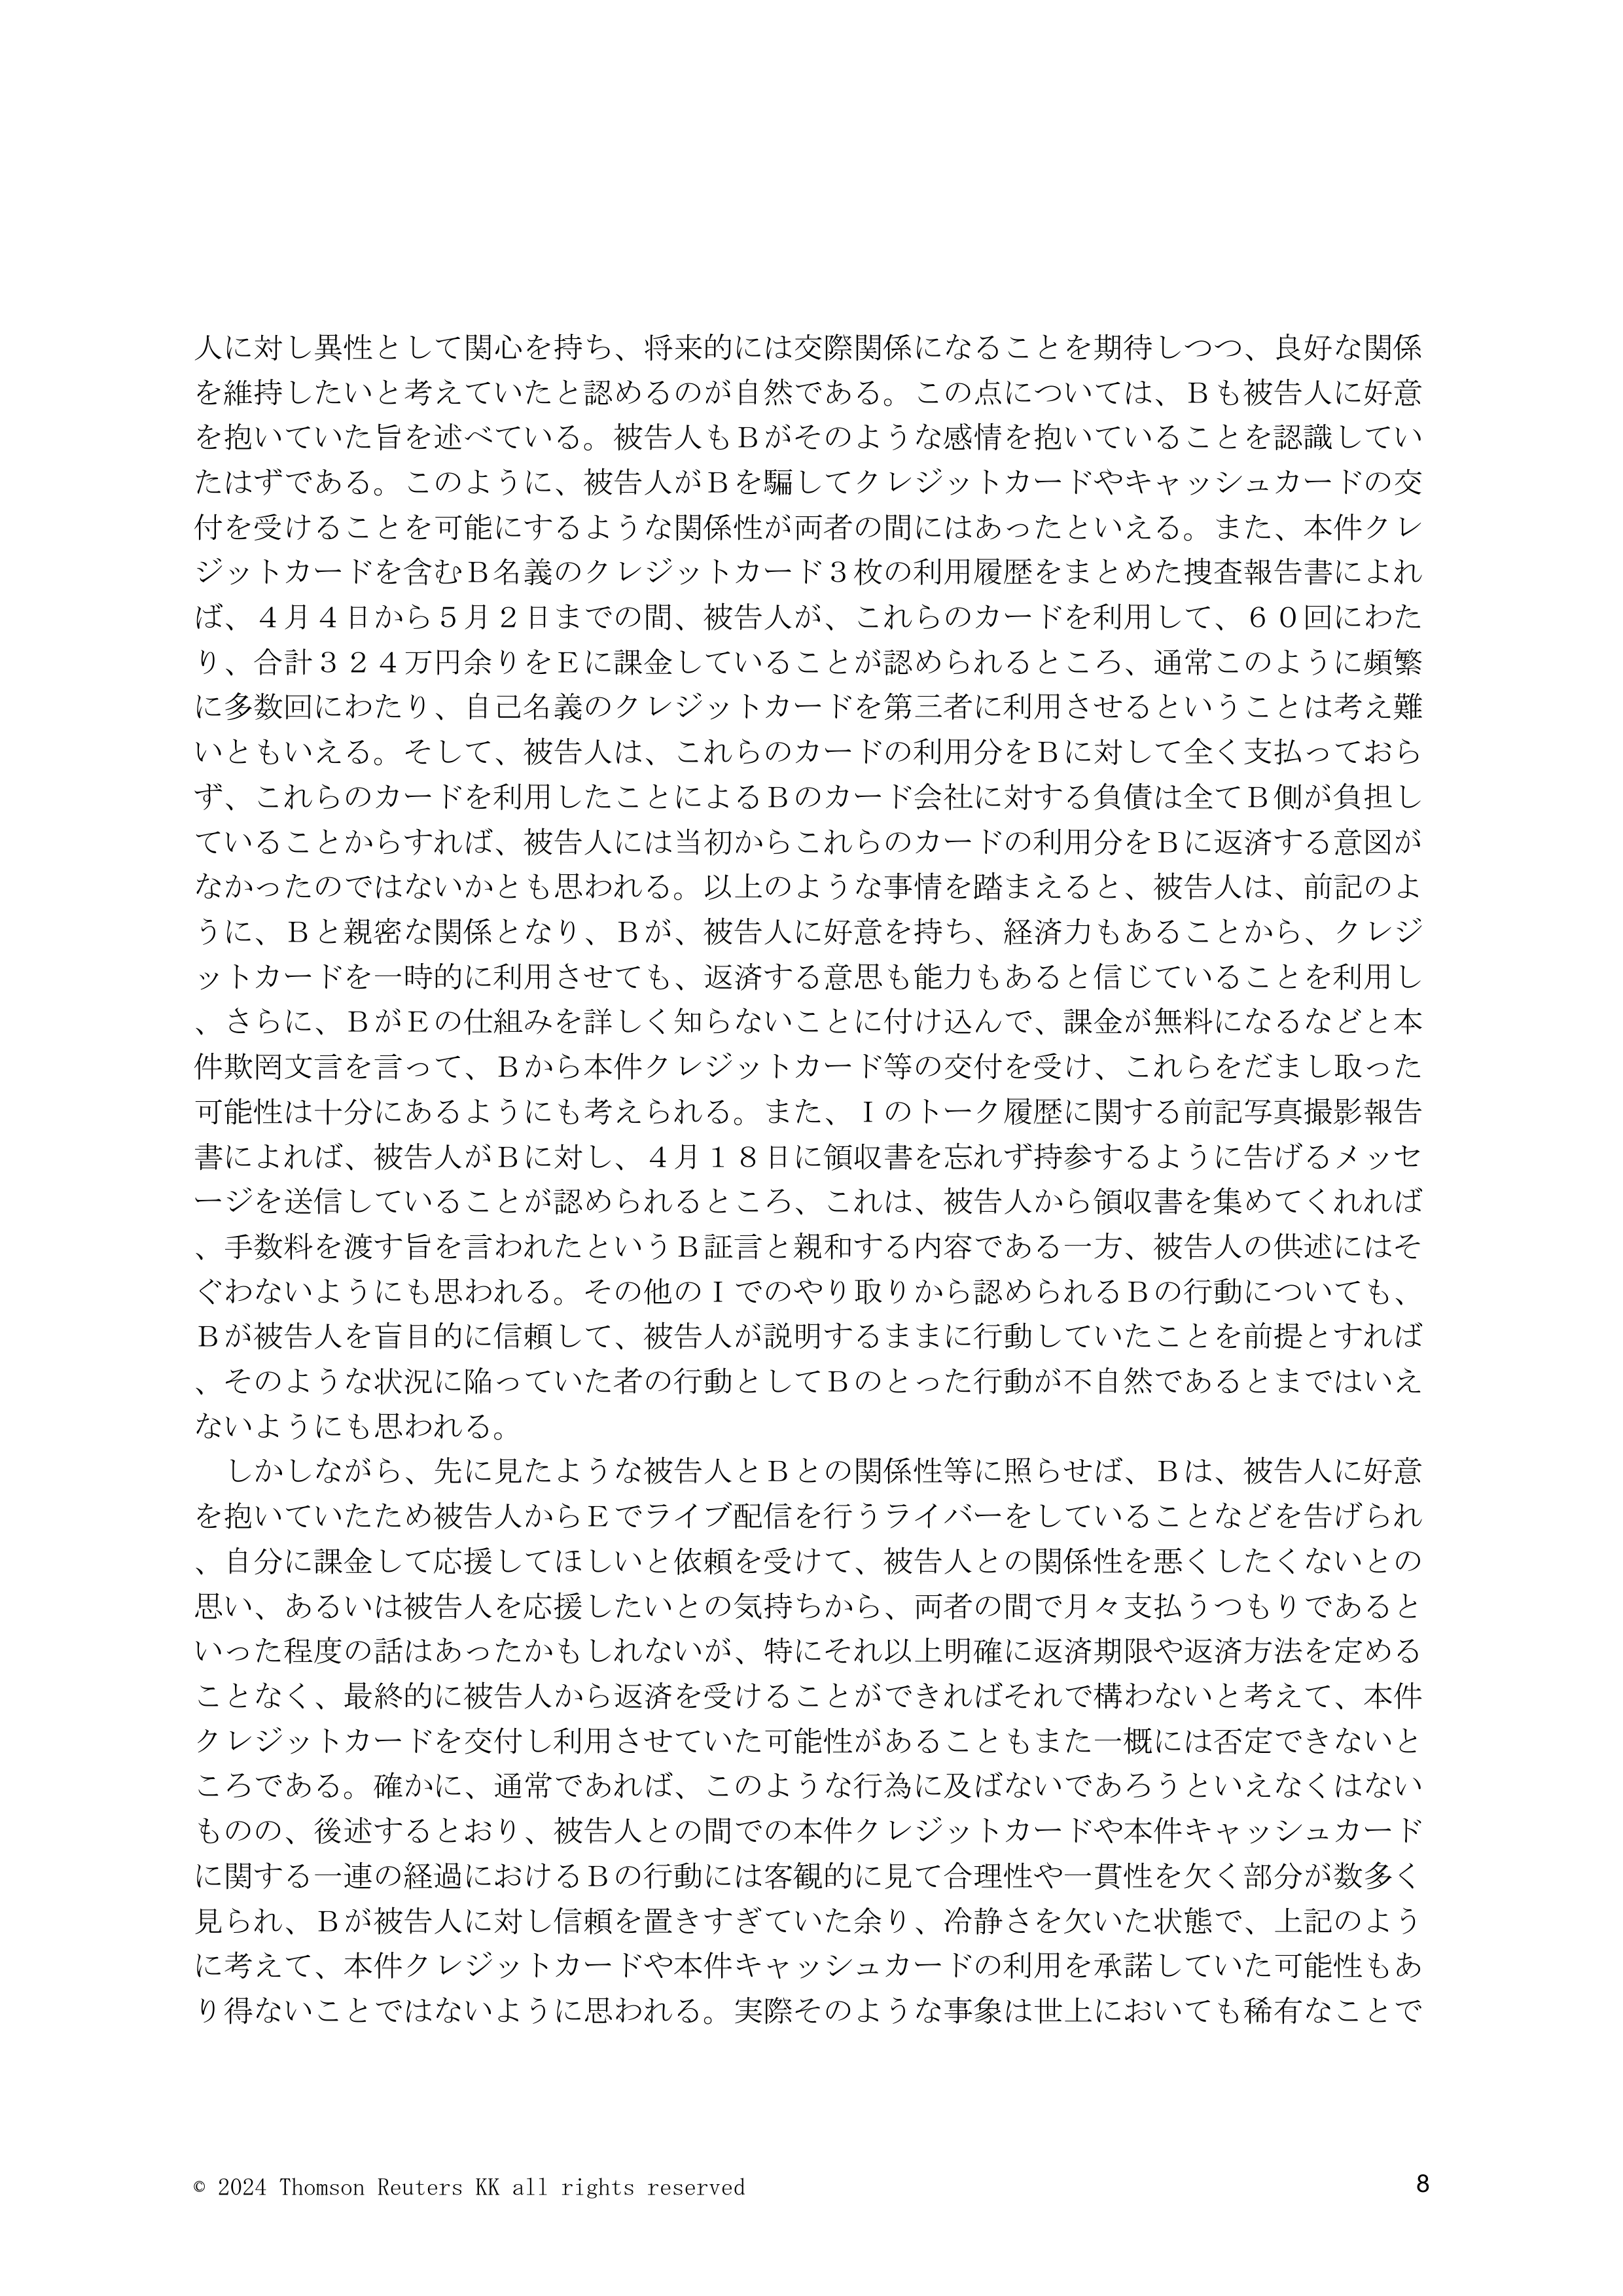 人に対し異性として関心を持ち、将来的には交際関係になることを期待しつつ、良好な関係
を維持したいと考えていたと認めるのが自然である。この点については、Ｂも被告人に好意
を抱いていた旨を述べている。被告人もＢがそのような感情を抱いていることを認識してい
たはずである。このように、被告人がＢを騙してクレジットカードやキャッシュカードの交
付を受けることを可能にするような関係性が両者の間にはあったといえる。また、本件クレ
ジットカードを含むＢ名義のクレジットカード３枚の利用履歴をまとめた捜査報告書によれ
ば、４月４日から５月２日までの間、被告人が、これらのカードを利用して、６０回にわた
り、合計３２４万円余りをＥに課金していることが認められるところ、通常このように頻繁
に多数回にわたり、自己名義のクレジットカードを第三者に利用させるということは考え難
いともいえる。そして、被告人は、これらのカードの利用分をＢに対して全く支払っておら
ず、これらのカードを利用したことによるＢのカード会社に対する負債は全てＢ側が負担し
ていることからすれば、被告人には当初からこれらのカードの利用分をＢに返済する意図が
なかったのではないかとも思われる。以上のような事情を踏まえると、被告人は、前記のよ
うに、Ｂと親密な関係となり、Ｂが、被告人に好意を持ち、経済力もあることから、クレジ
ットカードを一時的に利用させても、返済する意思も能力もあると信じていることを利用し
、さらに、ＢがＥの仕組みを詳しく知らないことに付け込んで、課金が無料になるなどと本
件欺罔文言を言って、Ｂから本件クレジットカード等の交付を受け、これらをだまし取った
可能性は十分にあるようにも考えられる。また、Ｉのトーク履歴に関する前記写真撮影報告
書によれば、被告人がＢに対し、４月１８日に領収書を忘れず持参するように告げるメッセ
ージを送信していることが認められるところ、これは、被告人から領収書を集めてくれれば
、手数料を渡す旨を言われたというＢ証言と親和する内容である一方、被告人の供述にはそ
ぐわないようにも思われる。その他のＩでのやり取りから認められるＢの行動についても、
Ｂが被告人を盲目的に信頼して、被告人が説明するままに行動していたことを前提とすれば
、そのような状況に陥っていた者の行動としてＢのとった行動が不自然であるとまではいえ
ないようにも思われる。
　しかしながら、先に見たような被告人とＢとの関係性等に照らせば、Ｂは、被告人に好意
を抱いていたため被告人からＥでライブ配信を行うライバーをしていることなどを告げられ
、自分に課金して応援してほしいと依頼を受けて、被告人との関係性を悪くしたくないとの
思い、あるいは被告人を応援したいとの気持ちから、両者の間で月々支払うつもりであると
いった程度の話はあったかもしれないが、特にそれ以上明確に返済期限や返済方法を定める
ことなく、最終的に被告人から返済を受けることができればそれで構わないと考えて、本件
クレジットカードを交付し利用させていた可能性があることもまた一概には否定できないと
ころである。確かに、通常であれば、このような行為に及ばないであろうといえなくはない
ものの、後述するとおり、被告人との間での本件クレジットカードや本件キャッシュカード
に関する一連の経過におけるＢの行動には客観的に見て合理性や一貫性を欠く部分が数多く
見られ、Ｂが被告人に対し信頼を置きすぎていた余り、冷静さを欠いた状態で、上記のよう
に考えて、本件クレジットカードや本件キャッシュカードの利用を承諾していた可能性もあ
り得ないことではないように思われる。実際そのような事象は世上においても稀有なことで
© 2024 Thomson Reuters KK all rights reserved
8